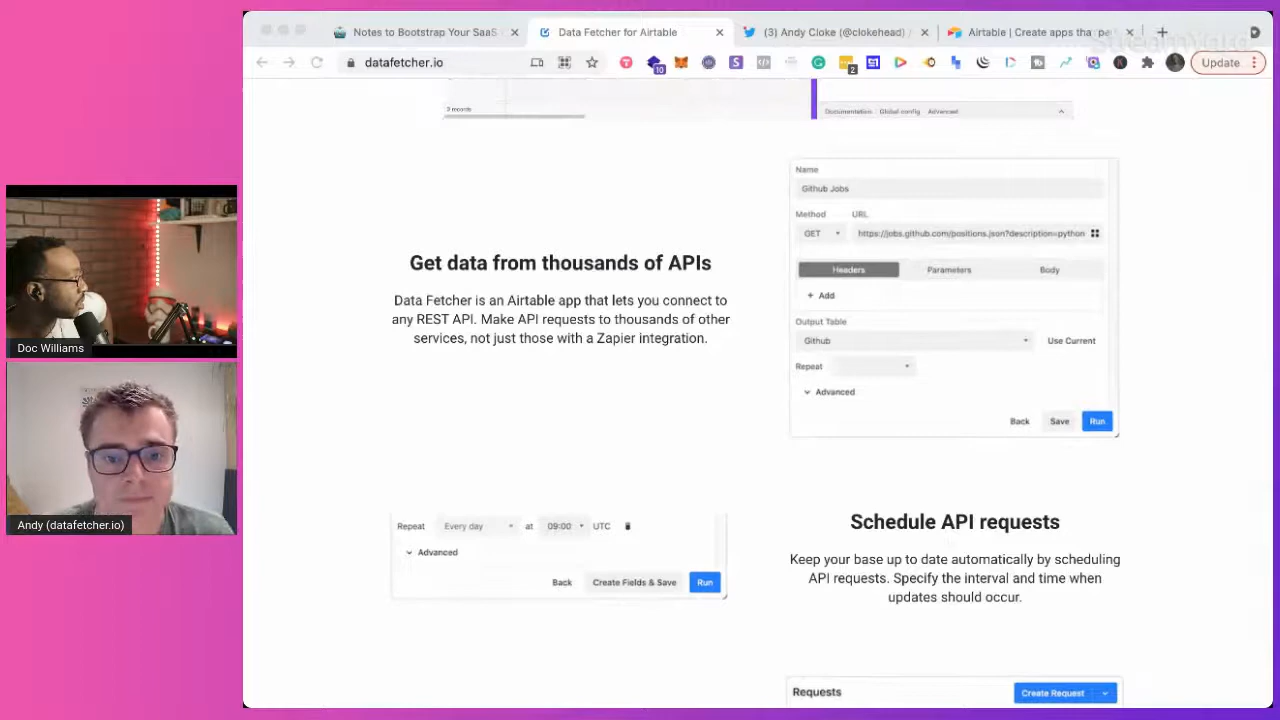 Notes to Bootstrap Your SaaS
Data Fetcher for Airtable
(3) Andy Cloke (@clokehead) /
Airtable | Create apps that pe
datafetcher.io
10
2
Update
3 records
Documentation Global config Advanced
Name
Github Jobs
Method URL
GET https://jobs.github.com/positions.json?description=python
Headers Parameters Body
+ Add
Output Table
Github Use Current
Repeat
Advanced
Back Save Run
Get data from thousands of APIs
Data Fetcher is an Airtable app that lets you connect to
any REST API. Make API requests to thousands of other
services, not just those with a Zapier integration.
Doc Williams
Andy (datafetcher.io)
Repeat Every day at 09:00 UTC
Advanced
Back Create Fields & Save Run
Schedule API requests
Keep your base up to date automatically by scheduling
API requests. Specify the interval and time when
updates should occur.
Requests Create Request